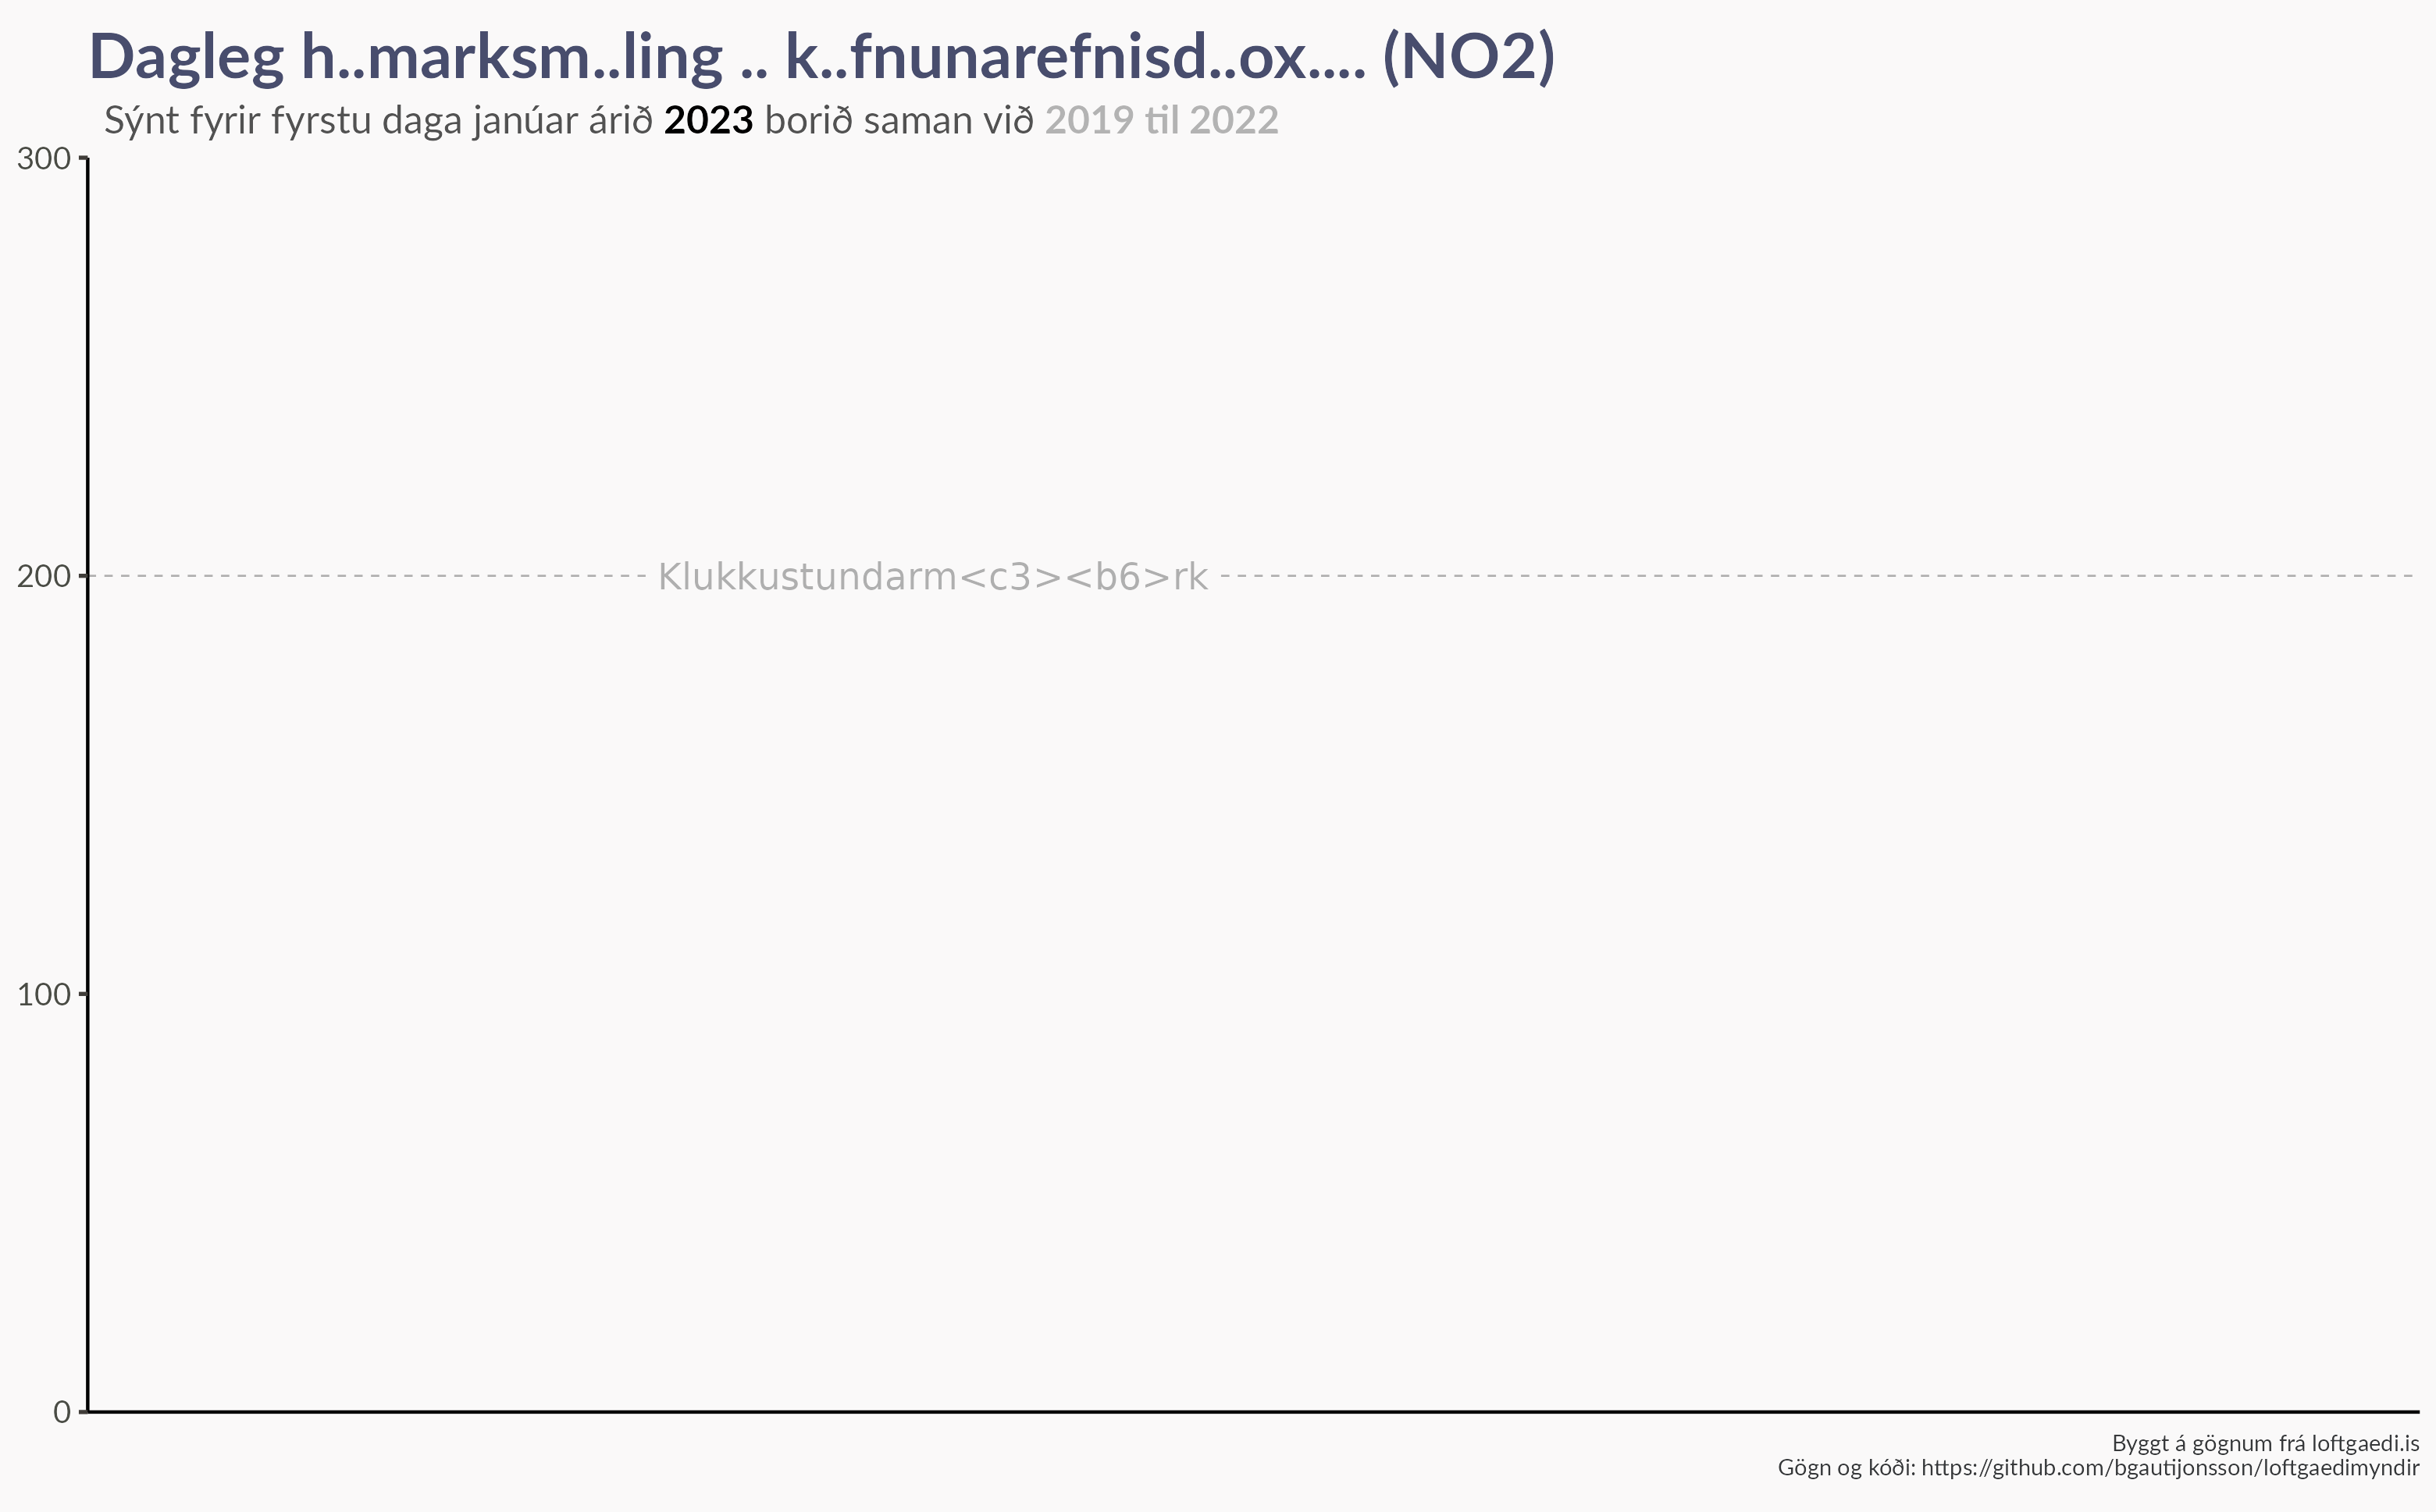 Dagleg h..marksm..ling .. k..fnunarefnisd..ox.... (NO2)
Sýnt fyrir fyrstu daga janúar árið 2023 borið saman við 2019 til 2022
300
200
Klukkustundarm<c3><b6>rk
100
0
Byggt á gögnum frá loftgaedi.is
Gögn og kóði: https://github.com/bgautijonsson/loftgaedimyndir